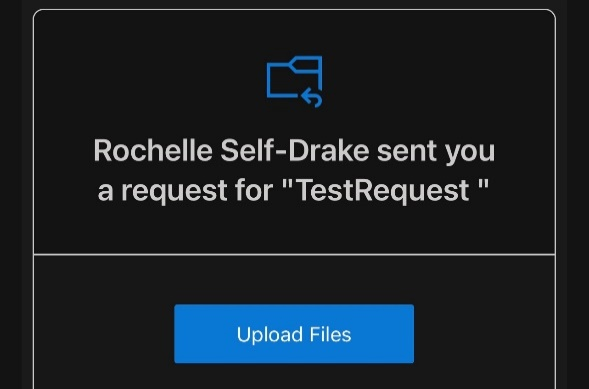 Rochelle Self-Drake sent you
a request for "TestRequest "
Upload Files